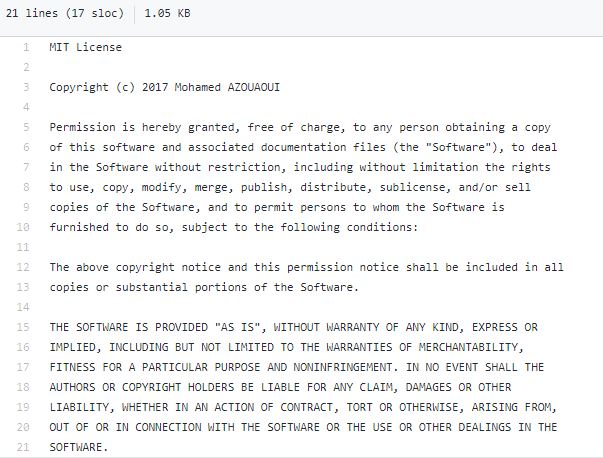 21 lines (17 sloc) 1.05 KB
1 MIT License
2
3 Copyright (c) 2017 Mohamed AZOUAOUI
4
5 Permission is hereby granted, free of charge, to any person obtaining a copy
6 of this software and associated documentation files (the "Software"), to deal
7 in the Software without restriction, including without limitation the rights
8 to use, copy, modify, merge, publish, distribute, sublicense, and/or sell
9 copies of the Software, and to permit persons to whom the Software is
10 furnished to do so, subject to the following conditions:
11
12 The above copyright notice and this permission notice shall be included in all
13 copies or substantial portions of the Software.
14
15 THE SOFTWARE IS PROVIDED "AS IS", WITHOUT WARRANTY OF ANY KIND, EXPRESS OR
16 IMPLIED, INCLUDING BUT NOT LIMITED TO THE WARRANTIES OF MERCHANTABILITY,
17 FITNESS FOR A PARTICULAR PURPOSE AND NONINFRINGEMENT. IN NO EVENT SHALL THE
18 AUTHORS OR COPYRIGHT HOLDERS BE LIABLE FOR ANY CLAIM, DAMAGES OR OTHER
19 LIABILITY, WHETHER IN AN ACTION OF CONTRACT, TORT OR OTHERWISE, ARISING FROM,
20 OUT OF OR IN CONNECTION WITH THE SOFTWARE OR THE USE OR OTHER DEALINGS IN THE
21 SOFTWARE.